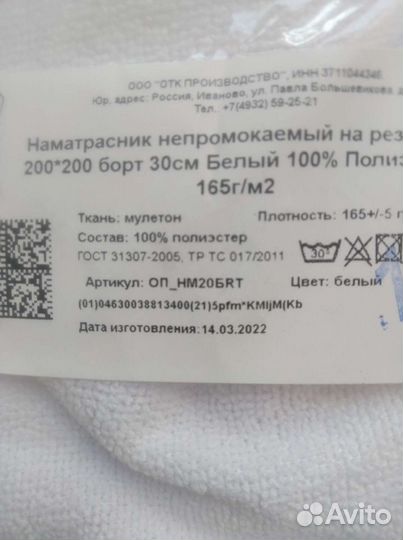 ООО "ОТК ПРОИЗВОДСТВО", ИНН 3711044346
Юр. адрес: Россия, Иваново, ул. Павла Большевикова д
Тел.. +7(4932) 59-25-21
Наматрасник непромокаемый на рез
200*200 борт 30см Белый 100% Полиэ
165г/м2
Ткань: мулетон Плотность: 165+/-5 г
Состав: 100% полиэстер
ГОСТ 31307-2005, ТР ТС 017/2011
30°
Артикул: ОП_НМ20БRT Цвет: белый
(01)04630038813400(21)5pfm*KMIjM(Kb
Дата изготовления:14.03.2022
Avito